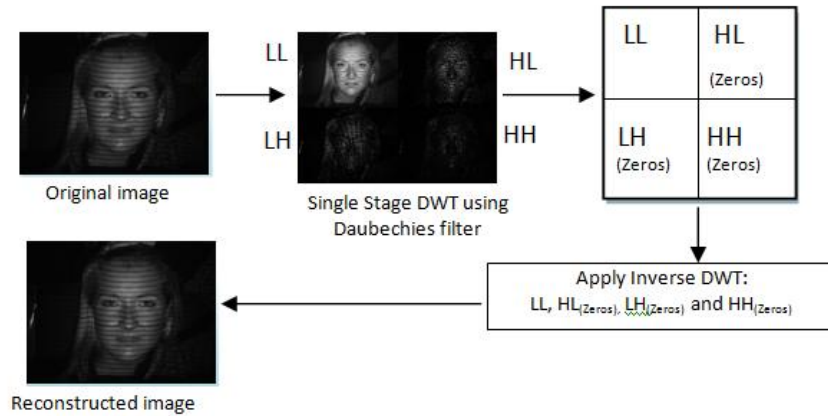 LL
HL
LH
HH
Original image
Single Stage DWT using
Daubechies filter
LL
HL
(Zeros)
LH
(Zeros)
HH
(Zeros)
Apply Inverse DWT:
LL, HL(Zeros), LH(Zeros) and HH(Zeros)
Reconstructed image